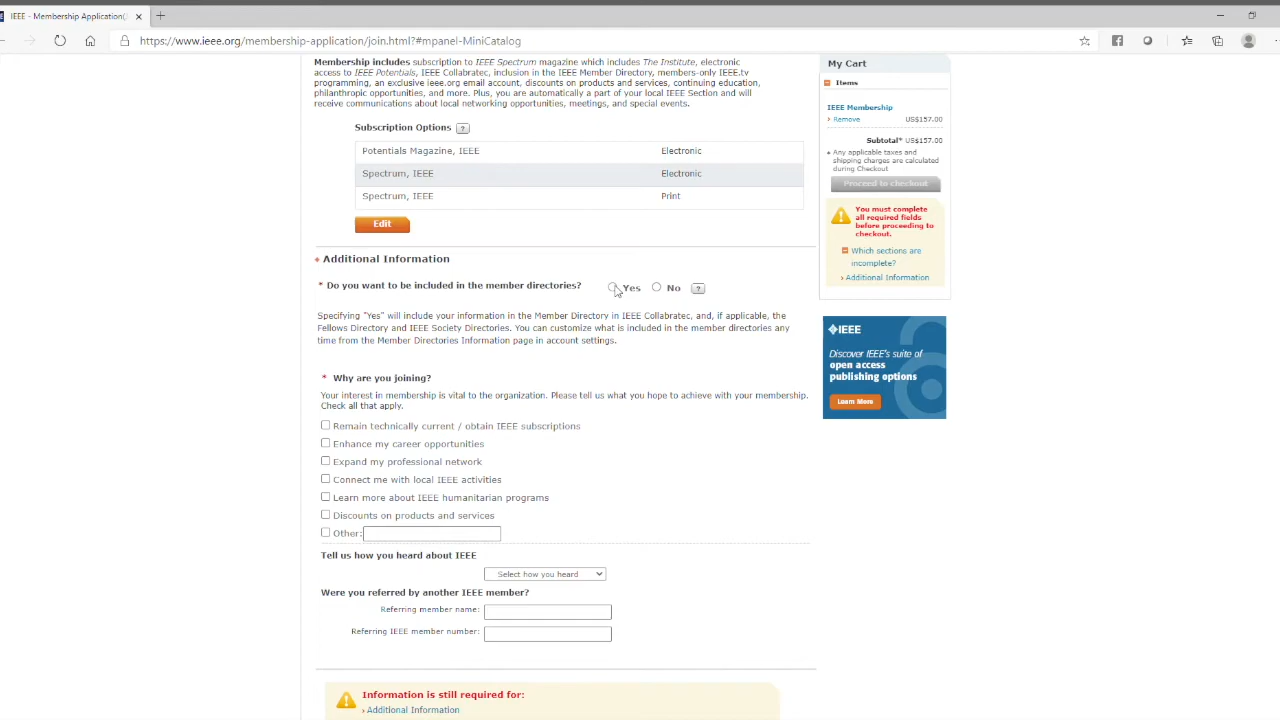 IEEE - Membership Application(
https://www.ieee.org/membership-application/join.html?#mpanel-MiniCatalog
Membership includes subscription to IEEE Spectrum magazine which includes The Institute, electronic
access to IEEE Potentials, IEEE Collabratec, inclusion in the IEEE Member Directory, members-only IEEE.tv
programming, an exclusive ieee.org email account, discounts on products and services, continuing education,
philanthropic opportunities, and more. Plus, you are automatically a part of your local IEEE Section and will
receive communications about local networking opportunities, meetings, and special events.
Subscription Options ?
Potentials Magazine, IEEE Electronic
Spectrum, IEEE Electronic
Spectrum, IEEE Print
Edit
Additional Information
* Do you want to be included in the member directories? Yes No ?
Specifying "Yes" will include your information in the Member Directory in IEEE Collabratec, and, if applicable, the
Fellows Directory and IEEE Society Directories. You can customize what is included in the member directories any
time from the Member Directories Information page in account settings.
* Why are you joining?
Your interest in membership is vital to the organization. Please tell us what you hope to achieve with your membership.
Check all that apply.
Remain technically current / obtain IEEE subscriptions
Enhance my career opportunities
Expand my professional network
Connect me with local IEEE activities
Learn more about IEEE humanitarian programs
Discounts on products and services
Other:
Tell us how you heard about IEEE
Select how you heard
Were you referred by another IEEE member?
Referring member name:
Referring IEEE member number:
Information is still required for:
› Additional Information
My Cart
Items
IEEE Membership
› Remove US$157.00
Subtotal* US$157.00
Any applicable taxes and
shipping charges are calculated
during Checkout
Proceed to checkout
You must complete
all required fields
before proceeding to
checkout.
Which sections are
incomplete?
› Additional Information
IEEE
Discover IEEE's suite of
open access
publishing options
Learn More